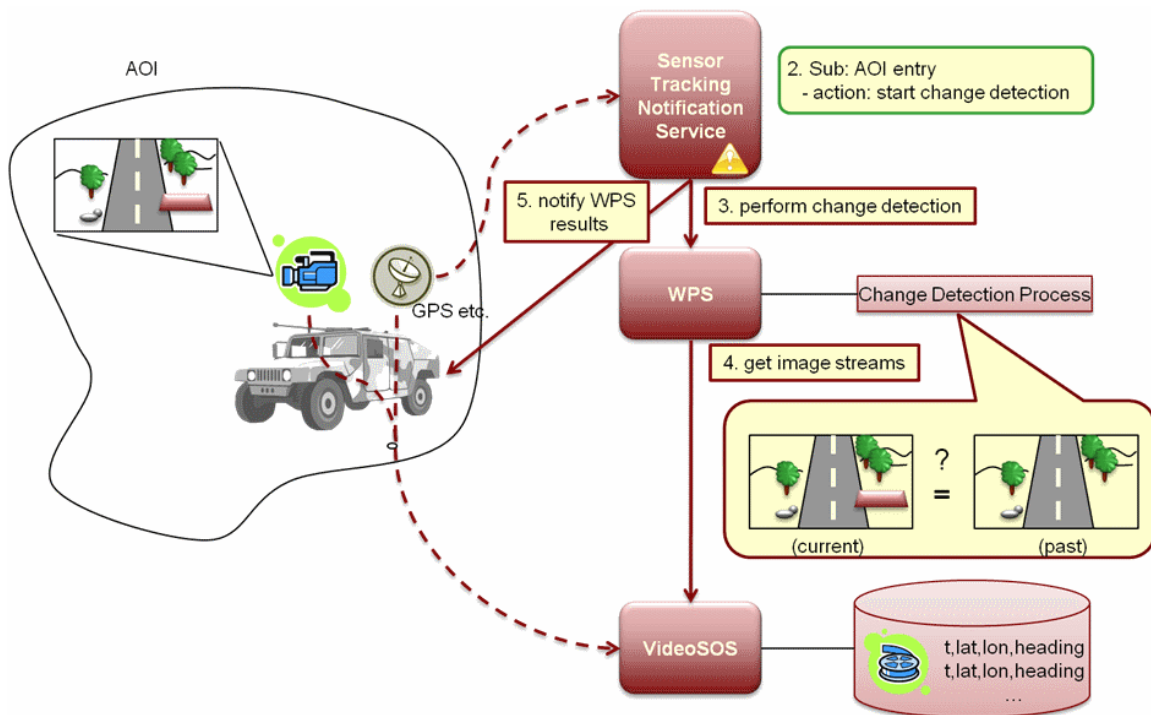 AOI
Sensor
Tracking
Notification
Service
2. Sub: AOI entry
- action: start change detection
5. notify WPS
results
3. perform change detection
GPS etc.
WPS
Change Detection Process
4. get image streams
?
=
(current)
(past)
VideoSOS
t,lat,lon,heading
t,lat,lon,heading
...